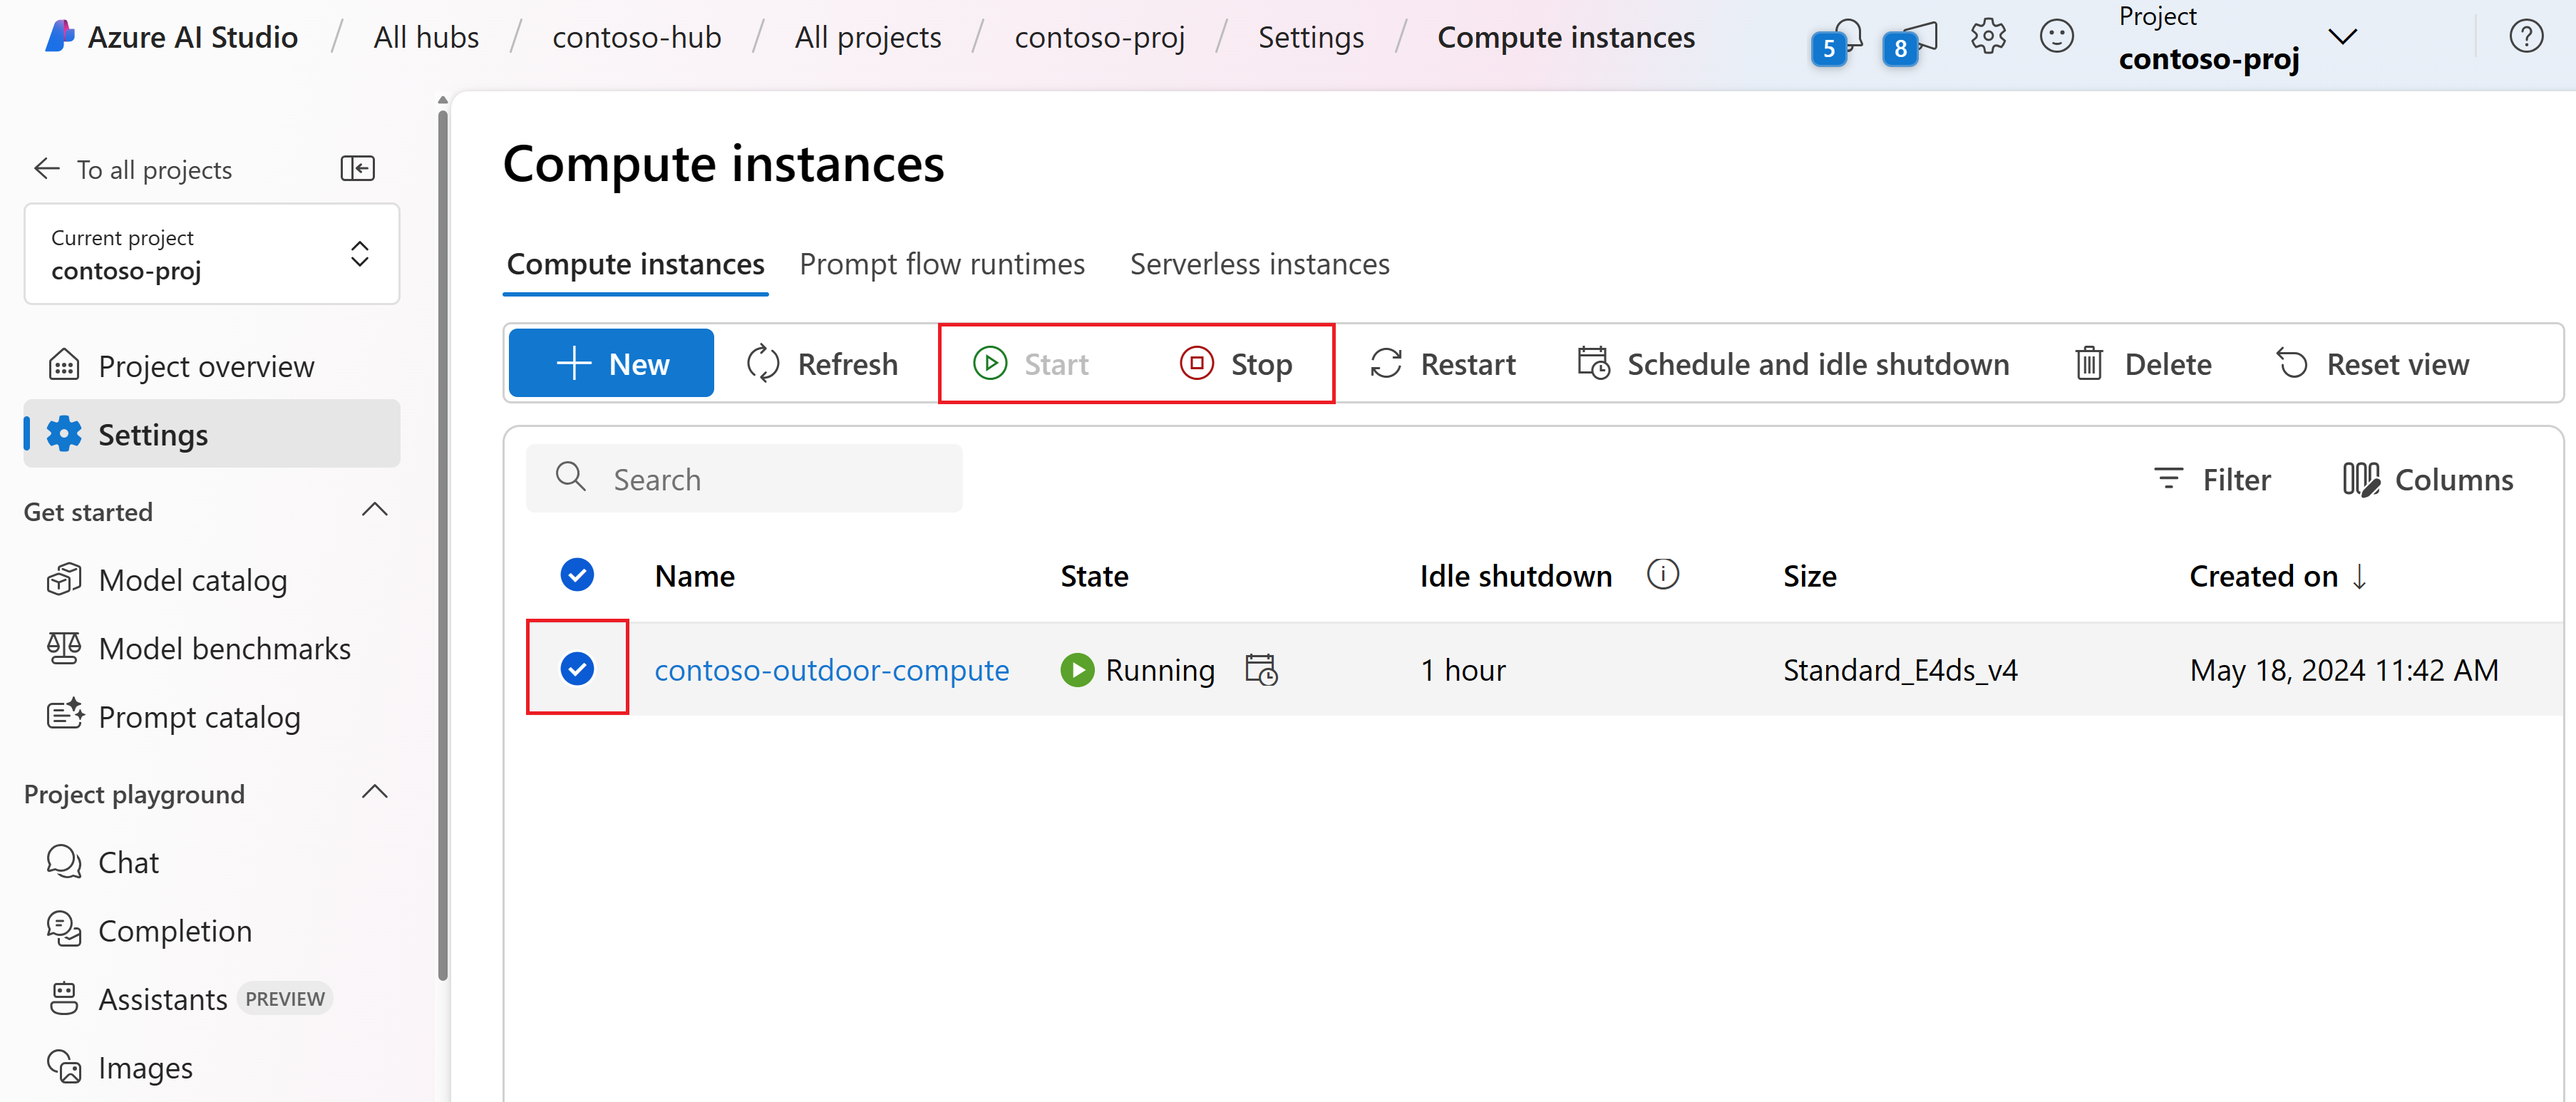 Azure AI Studio / All hubs / contoso-hub / All projects / contoso-proj / Settings / Compute instances
5
8
Project
contoso-proj
To all projects
Current project
contoso-proj
Project overview
Settings
Get started
Model catalog
Model benchmarks
Prompt catalog
Project playground
Chat
Completion
Assistants PREVIEW
Images
Compute instances
Compute instances Prompt flow runtimes Serverless instances
New Refresh Start Stop Restart Schedule and idle shutdown Delete Reset view
Search Filter Columns
Name State Idle shutdown Size Created on ↓
contoso-outdoor-compute Running 1 hour Standard_E4ds_v4 May 18, 2024 11:42 AM